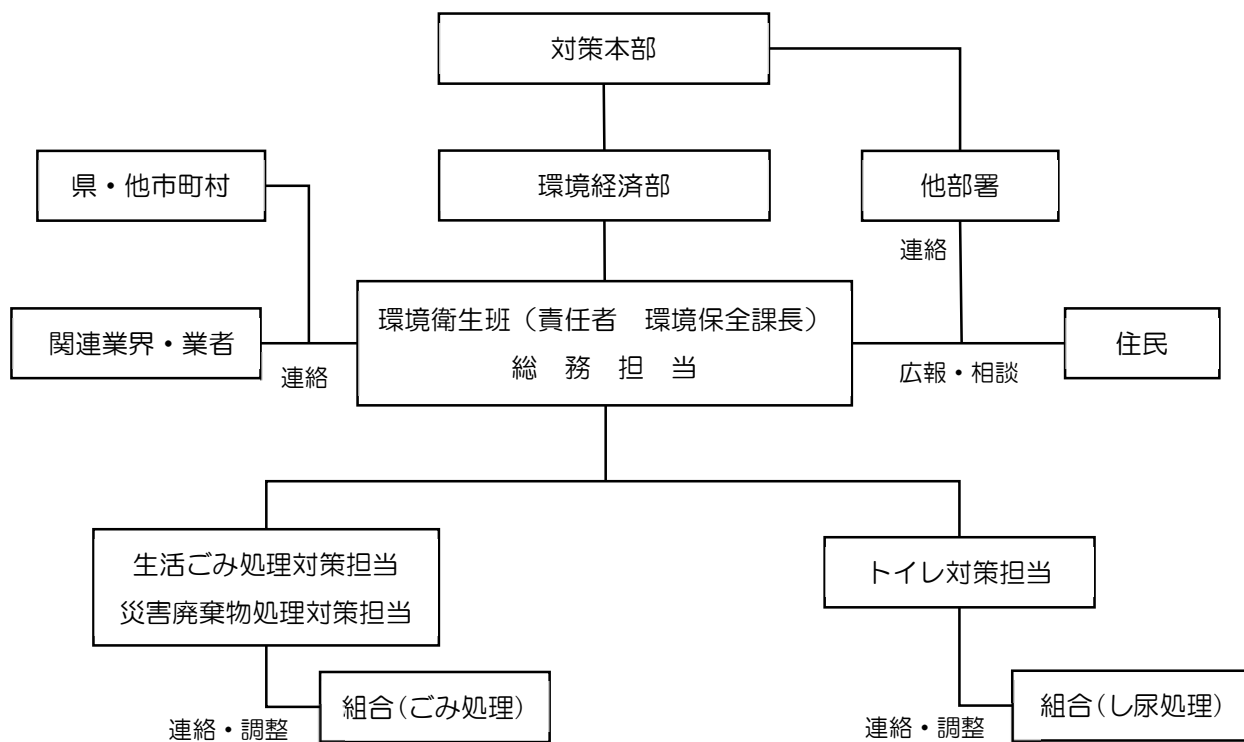 対策本部
県・他市町村
環境経済部
他部署
連絡
関連業界・業者
連絡
環境衛生班（責任者　環境保全課長）
総　務　担　当
広報・相談
住民
生活ごみ処理対策担当
災害廃棄物処理対策担当
トイレ対策担当
連絡・調整
組合(ごみ処理)
連絡・調整
組合(し尿処理)